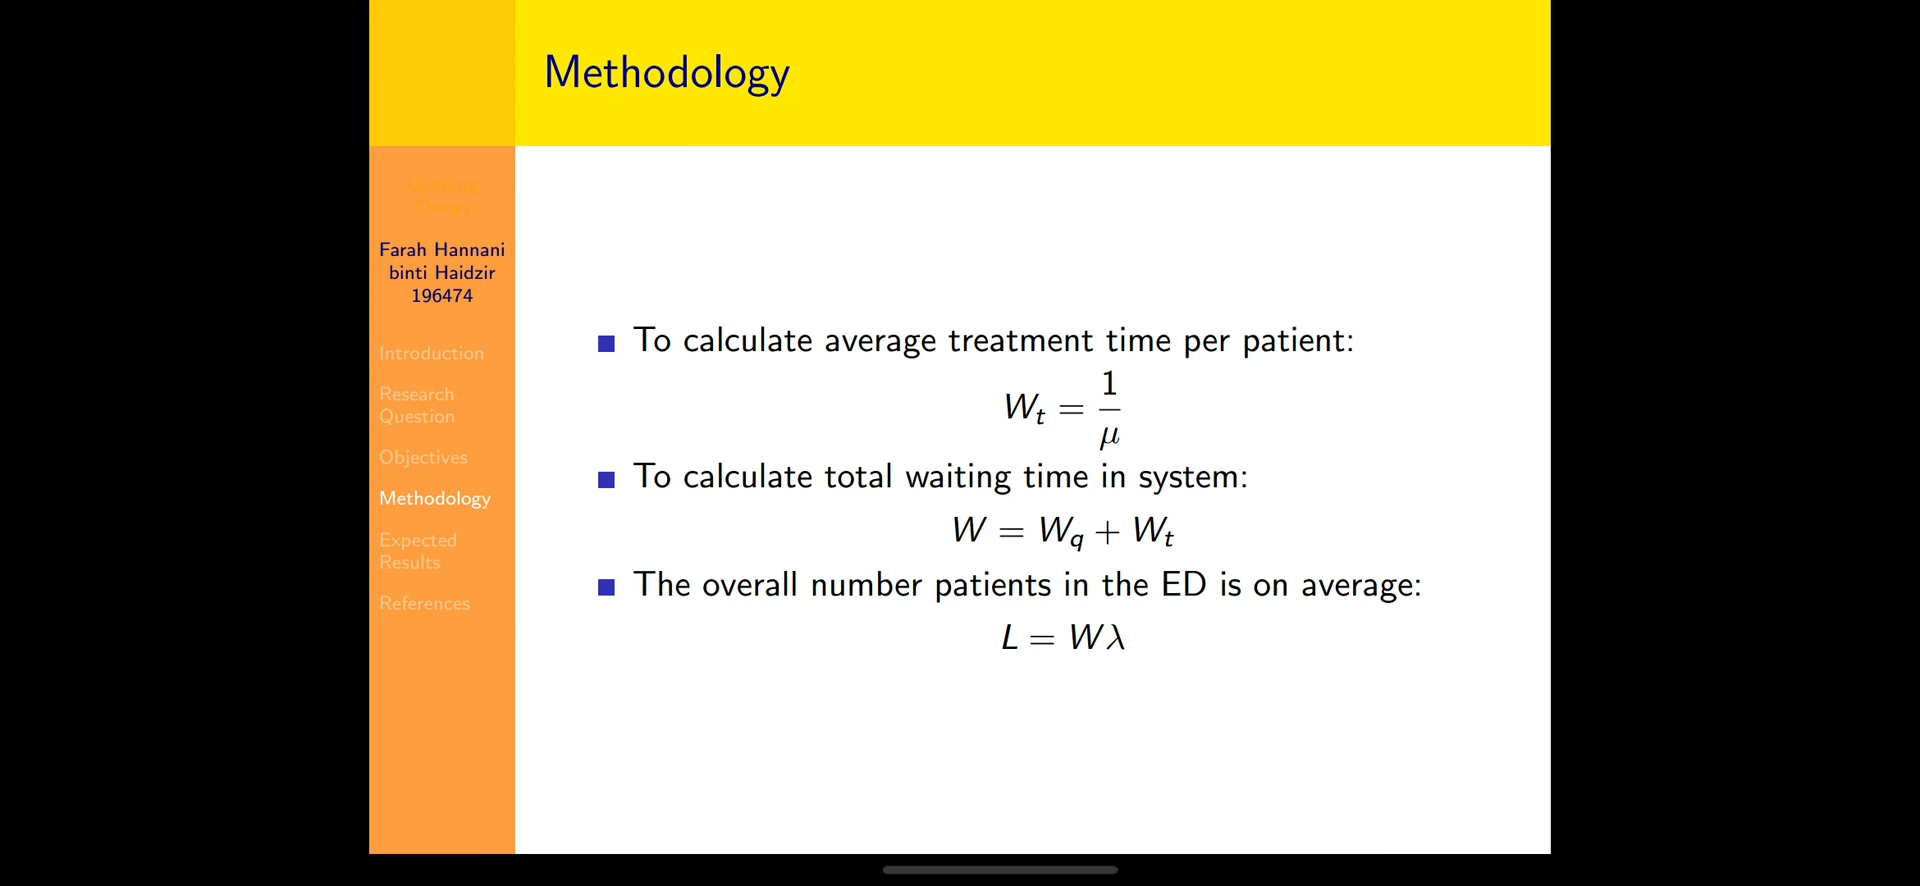 Methodology
Queuing
Theory
Farah Hannani
binti Haidzir
196474
Introduction
Research
Question
Objectives
Methodology
Expected
Results
References
To calculate average treatment time per patient:
W_t = 1/μ
To calculate total waiting time in system:
W = W_q + W_t
The overall number patients in the ED is on average:
L = Wλ